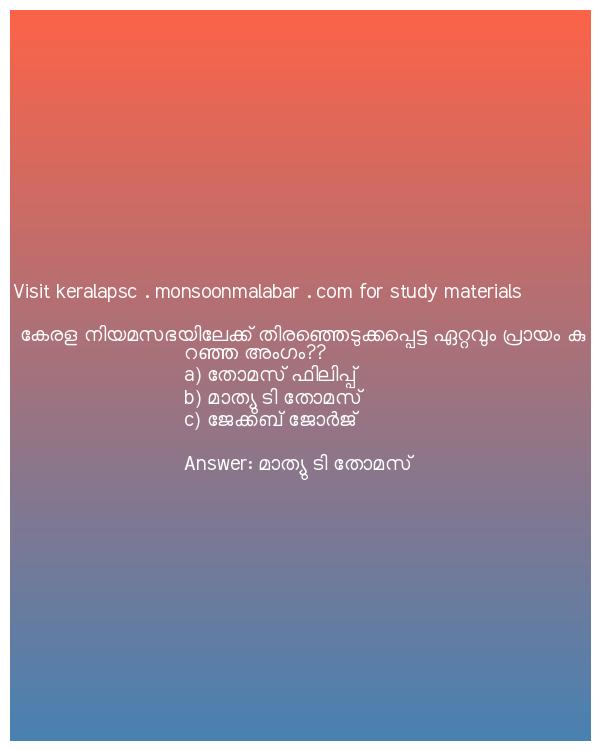 Visit keralapsc . monsoonmalabar . com for study materials
കേരള നിയമസഭയിലേക്ക് തിരഞ്ഞെടുക്കപ്പെട്ട ഏറ്റവും പ്രായം കു
റഞ്ഞ അംഗം??
a) തോമസ് ഫിലിപ്പ്
b) മാത്യു ടി തോമസ്
c) ജേക്കബ് ജോർജ്
Answer: മാത്യു ടി തോമസ്